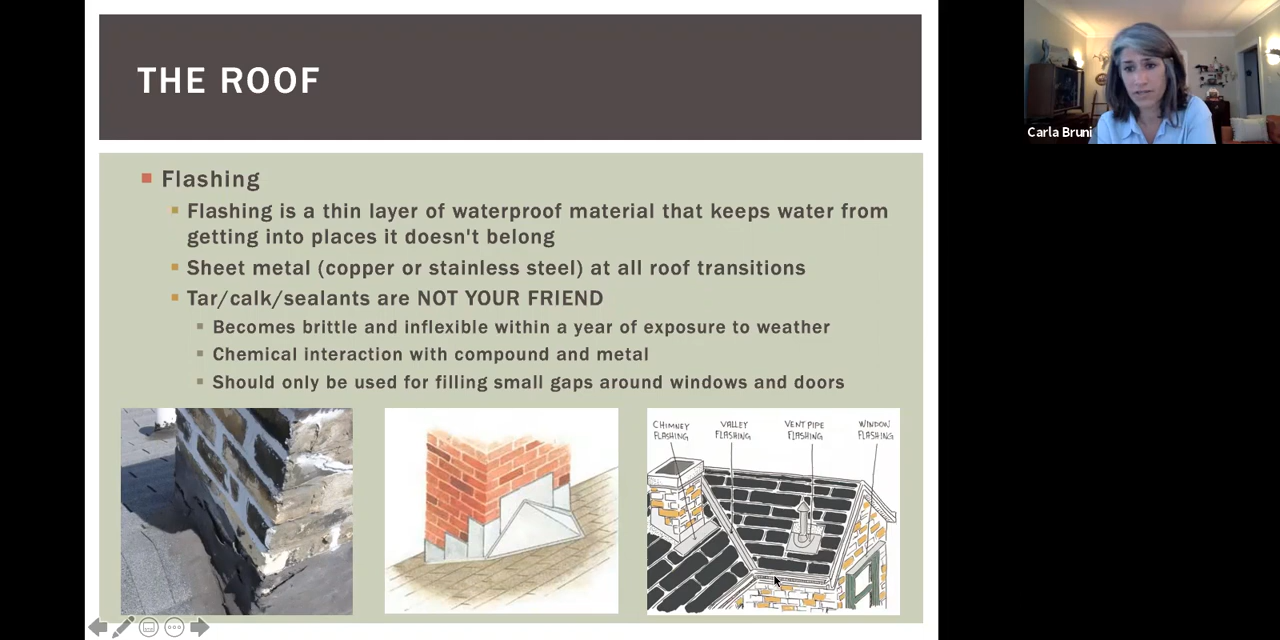 THE ROOF
Flashing
Flashing is a thin layer of waterproof material that keeps water from
getting into places it doesn't belong
Sheet metal (copper or stainless steel) at all roof transitions
Tar/calk/sealants are NOT YOUR FRIEND
Becomes brittle and inflexible within a year of exposure to weather
Chemical interaction with compound and metal
Should only be used for filling small gaps around windows and doors
CHIMNEY
FLASHING
VALLEY
FLASHING
VENT PIPE
FLASHING
WINDOW
FLASHING
Carla Bruni